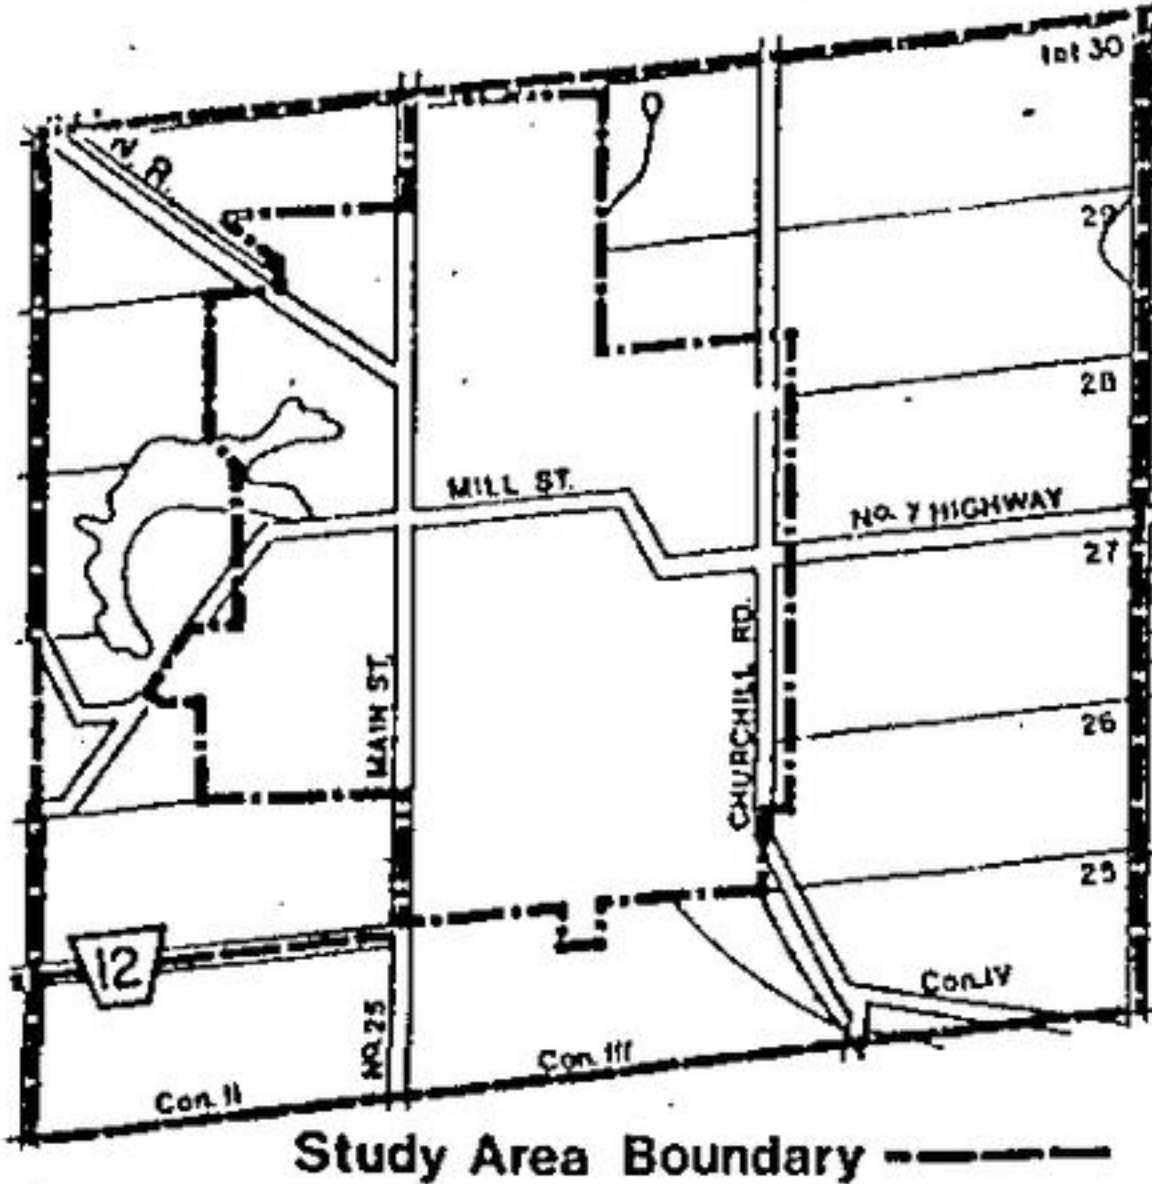 lot 30
N. R.
29
28
MILL ST.
No. 7 HIGHWAY
27
MAIN ST.
CHURCHILL RD.
26
25
12
Con. IV
No. 25
Con. III
Con. II
Study Area Boundary